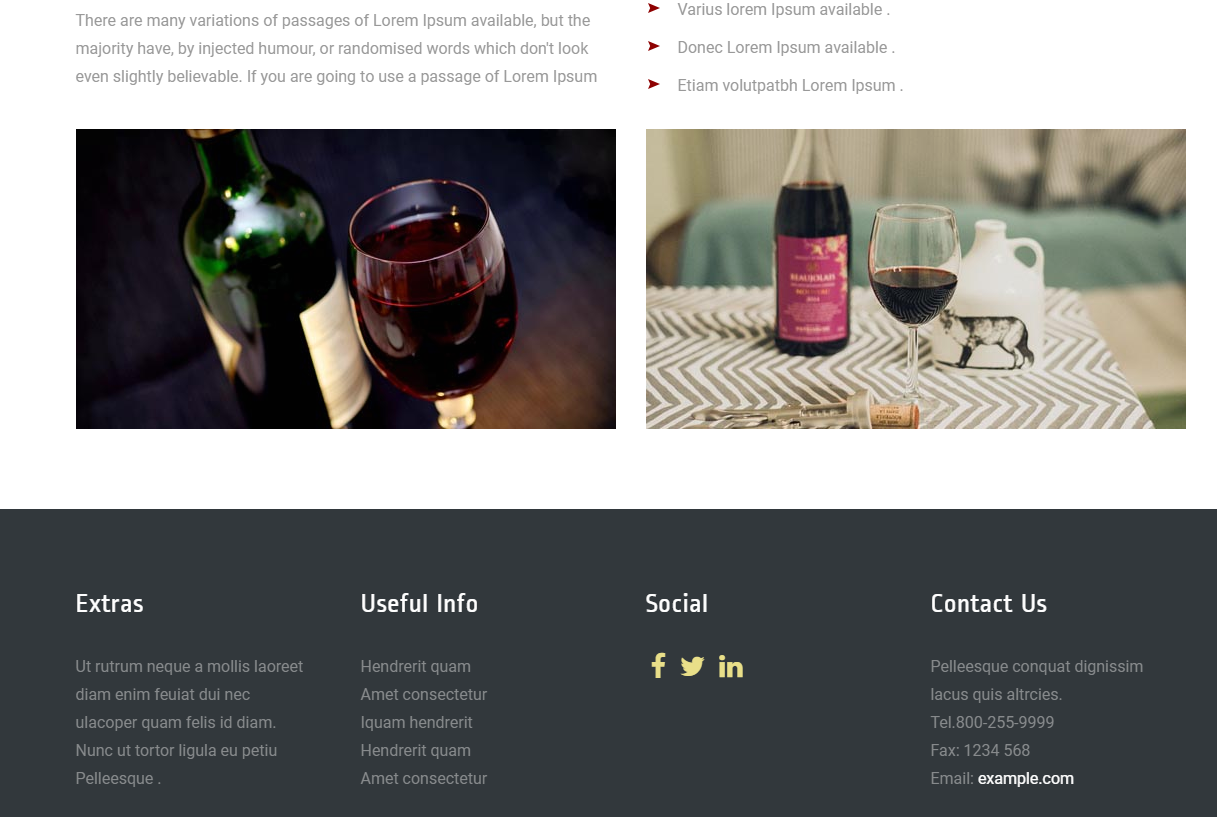 There are many variations of passages of Lorem Ipsum available, but the
majority have, by injected humour, or randomised words which don't look
even slightly believable. If you are going to use a passage of Lorem Ipsum
Varius lorem Ipsum available .
Donec Lorem Ipsum available .
Etiam volutpatbh Lorem Ipsum .
BEAUJOLAIS
NOUVEAU
2014
Extras
Ut rutrum neque a mollis laoreet
diam enim feuiat dui nec
ulacoper quam felis id diam.
Nunc ut tortor ligula eu petiu
Pelleesque .
Useful Info
Hendrerit quam
Amet consectetur
Iquam hendrerit
Hendrerit quam
Amet consectetur
Social
Contact Us
Pelleesque conquat dignissim
lacus quis altrcies.
Tel.800-255-9999
Fax: 1234 568
Email: example.com